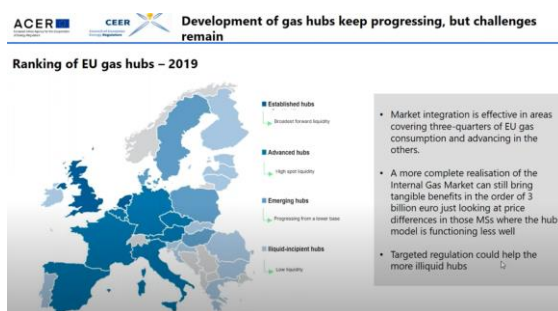 ACER
CEER
Development of gas hubs keep progressing, but challenges
remain
Ranking of EU gas hubs – 2019
Established hubs
Broadest forward liquidity
Advanced hubs
High spot liquidity
Emerging hubs
Progressing from a lower base
Illiquid-incipient hubs
Low liquidity
• Market integration is effective in areas
covering three-quarters of EU gas
consumption and advancing in the
others.
• A more complete realisation of the
Internal Gas Market can still bring
tangible benefits in the order of 3
billion euro just looking at price
differences in those MSs where the hub
model is functioning less well
• Targeted regulation could help the
more illiquid hubs